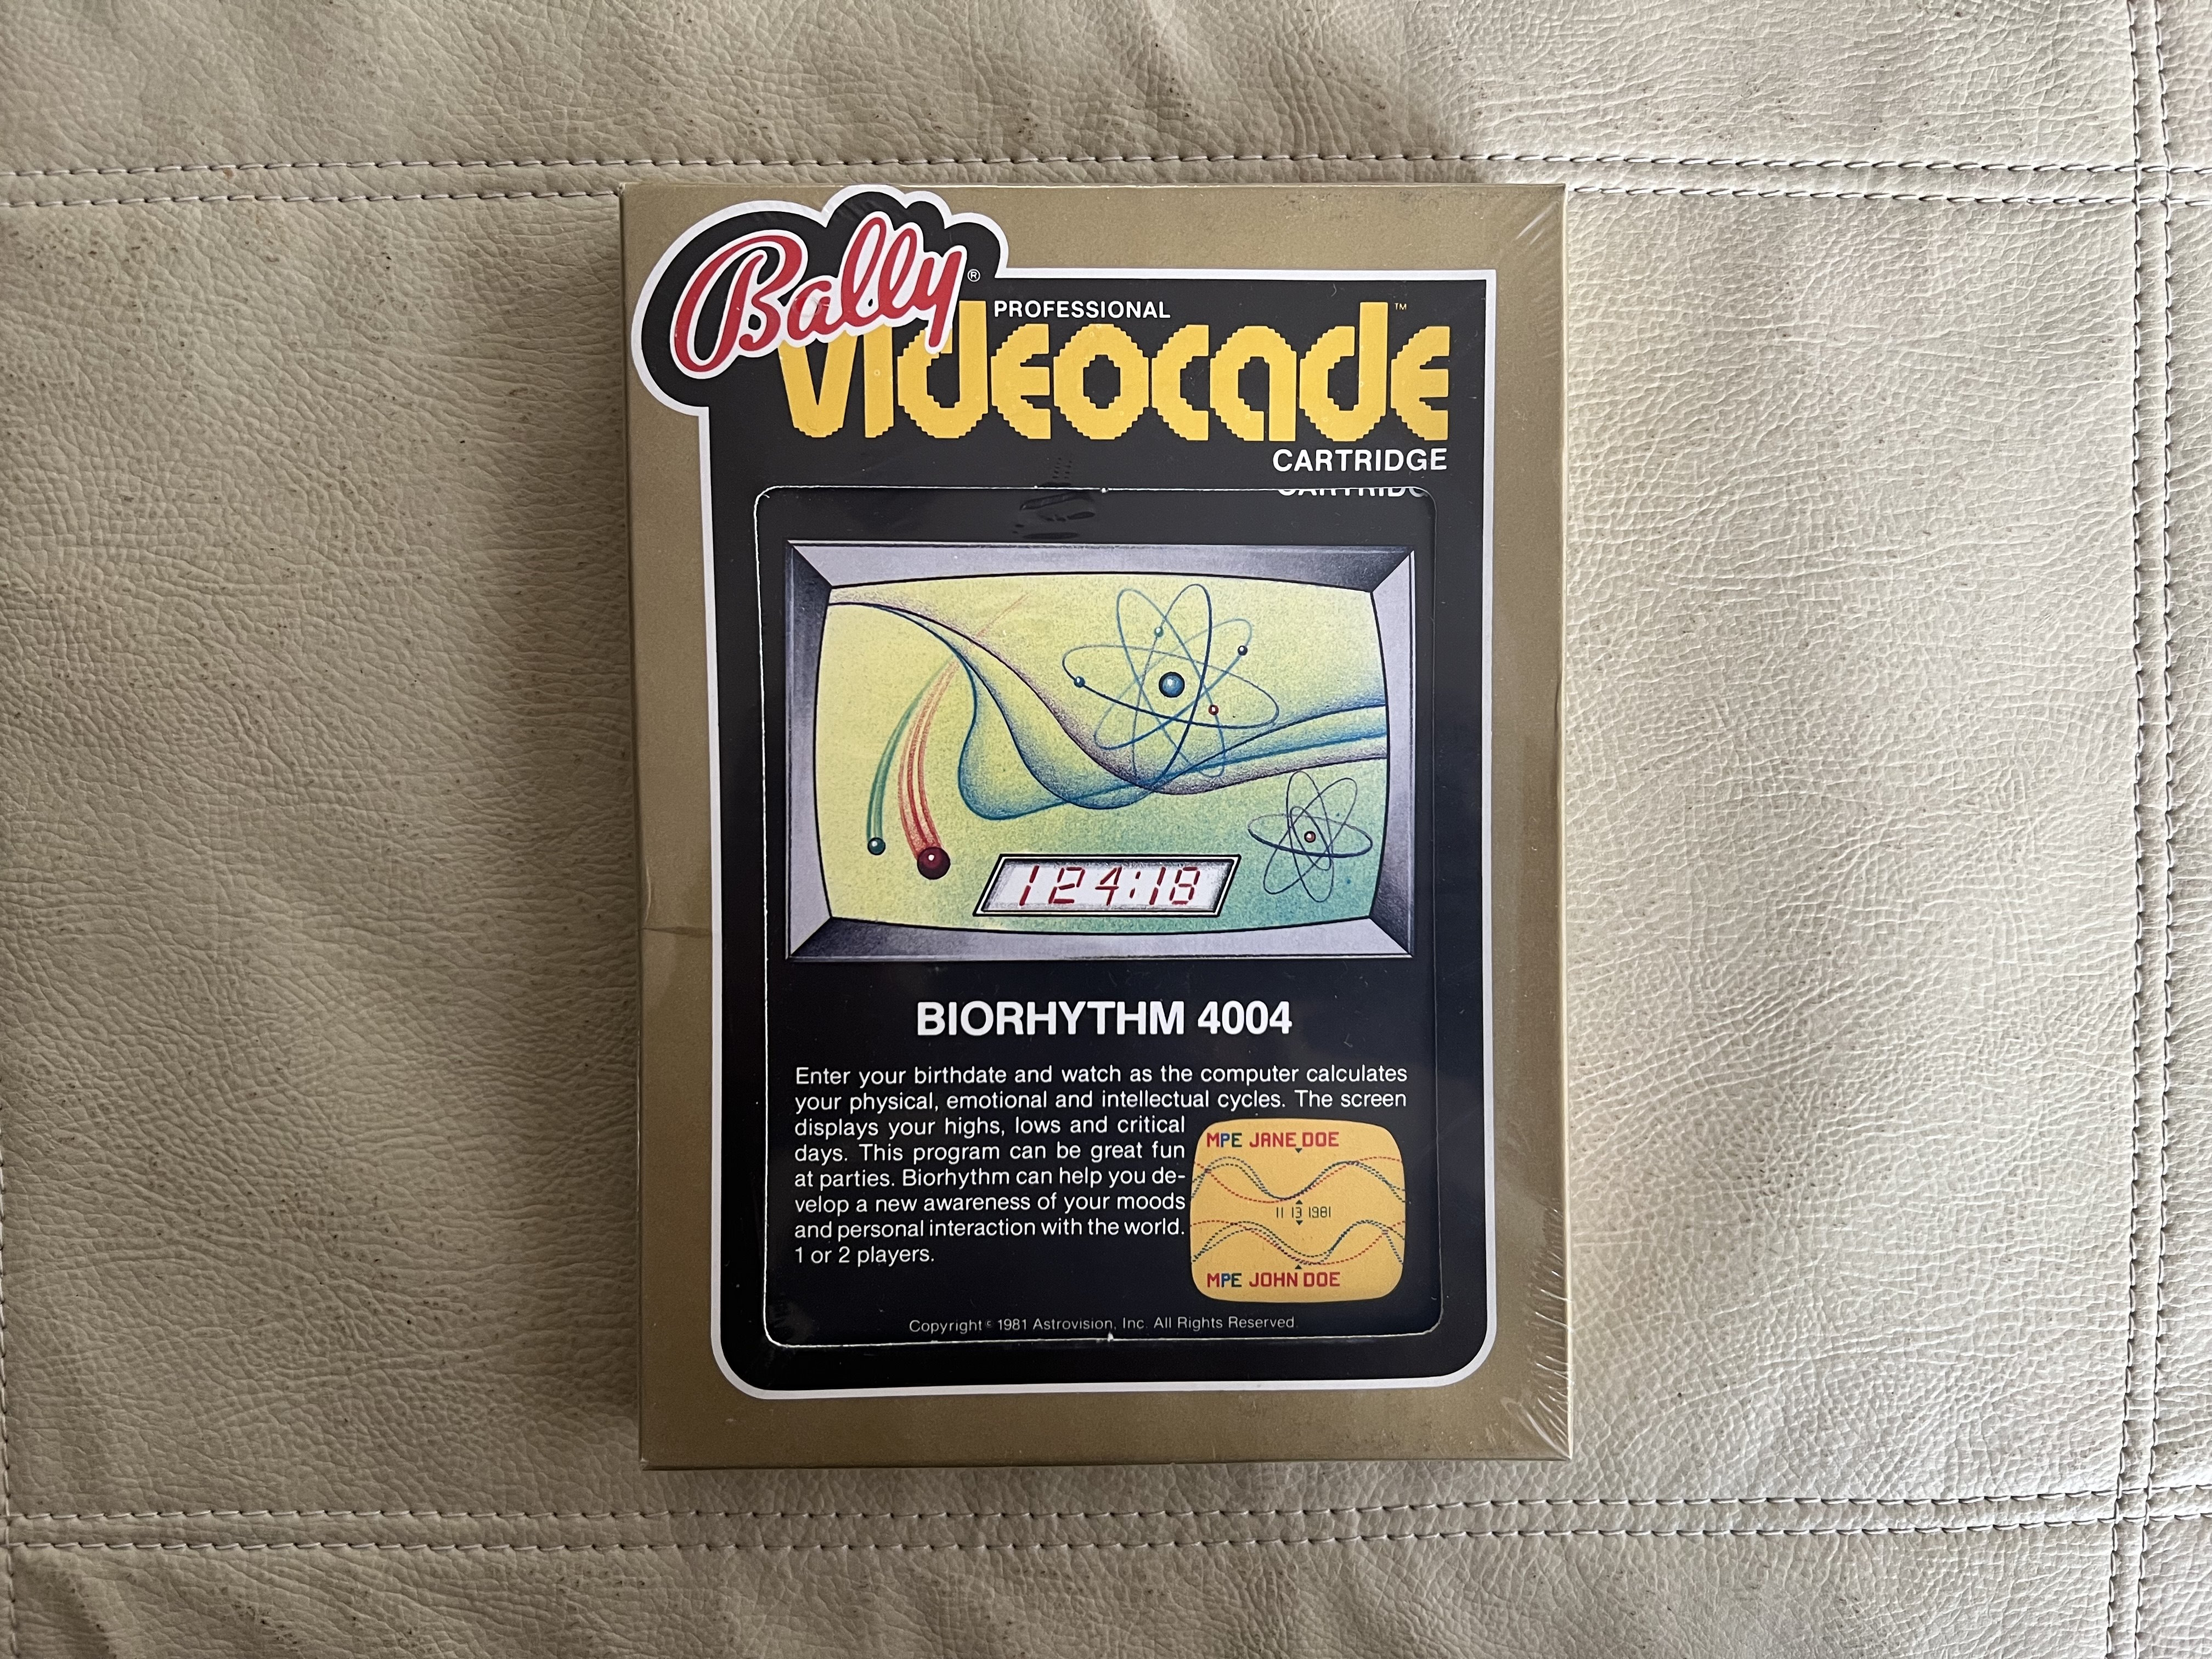 Bally®
PROFESSIONAL
videocade™
CARTRIDGE
CARTRIDG
124:18
BIORHYTHM 4004
Enter your birthdate and watch as the computer calculates
your physical, emotional and intellectual cycles. The screen
displays your highs, lows and critical
days. This program can be great fun
at parties. Biorhythm can help you de-
velop a new awareness of your moods
and personal interaction with the world.
1 or 2 players.
MPE JANE DOE
11 13 1981
MPE JOHN DOE
Copyright © 1981 Astrovision, Inc. All Rights Reserved.